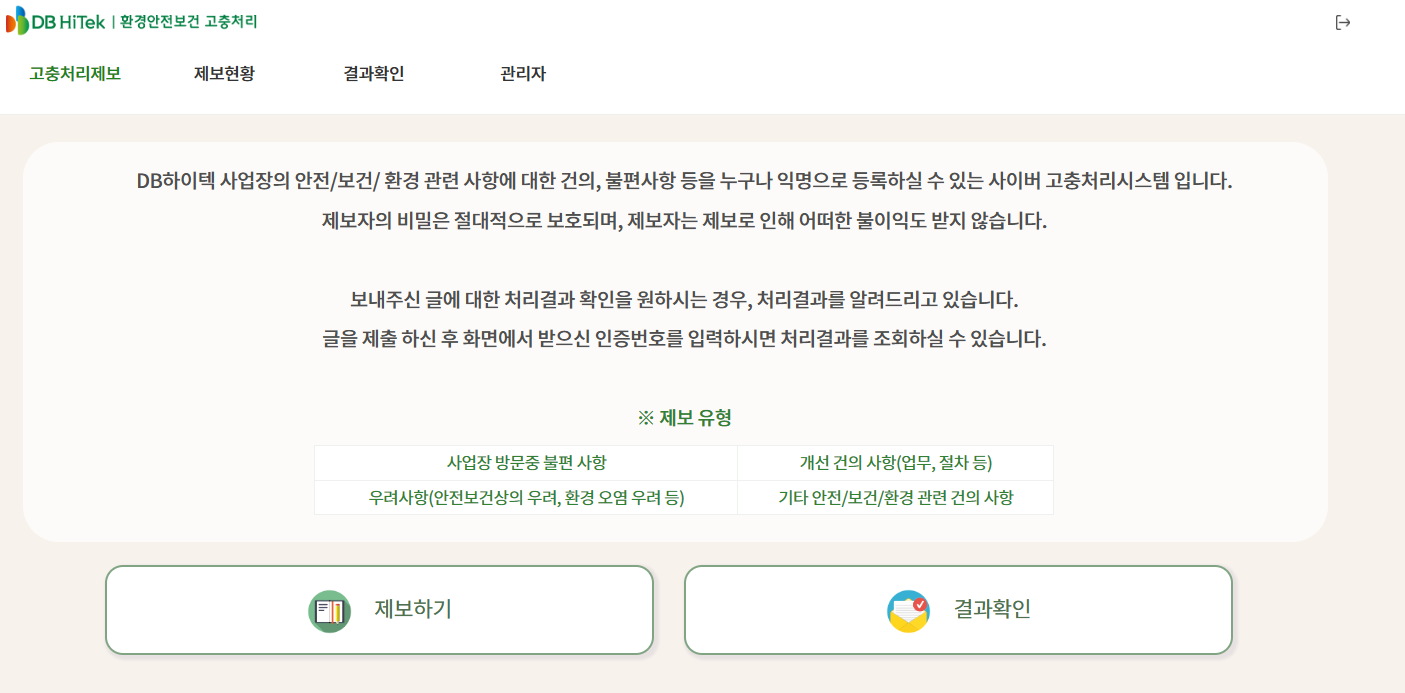 DB HiTek | 환경안전보건 고충처리
고충처리제보 제보현황 결과확인 관리자
DB하이텍 사업장의 안전/보건/ 환경 관련 사항에 대한 건의, 불편사항 등을 누구나 익명으로 등록하실 수 있는 사이버 고충처리시스템 입니다.
제보자의 비밀은 절대적으로 보호되며, 제보자는 제보로 인해 어떠한 불이익도 받지 않습니다.
보내주신 글에 대한 처리결과 확인을 원하시는 경우, 처리결과를 알려드리고 있습니다.
글을 제출 하신 후 화면에서 받으신 인증번호를 입력하시면 처리결과를 조회하실 수 있습니다.
※ 제보 유형
사업장 방문중 불편 사항 개선 건의 사항(업무, 절차 등)
우려사항(안전보건상의 우려, 환경 오염 우려 등) 기타 안전/보건/환경 관련 건의 사항
제보하기 결과확인